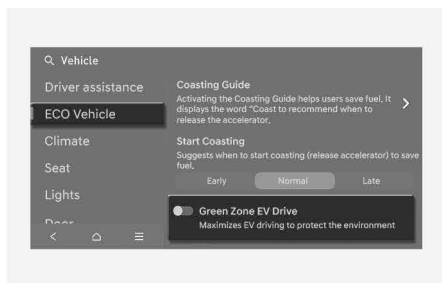 Vehicle
Driver assistance
ECO Vehicle
Climate
Seat
Lights
Door
Coasting Guide
Activating the Coasting Guide helps users save fuel. It
displays the word "Coast to recommend when to
release the accelerator.
Start Coasting
Suggests when to start coasting (release accelerator) to save
fuel.
Early Normal Late
Green Zone EV Drive
Maximizes EV driving to protect the environment